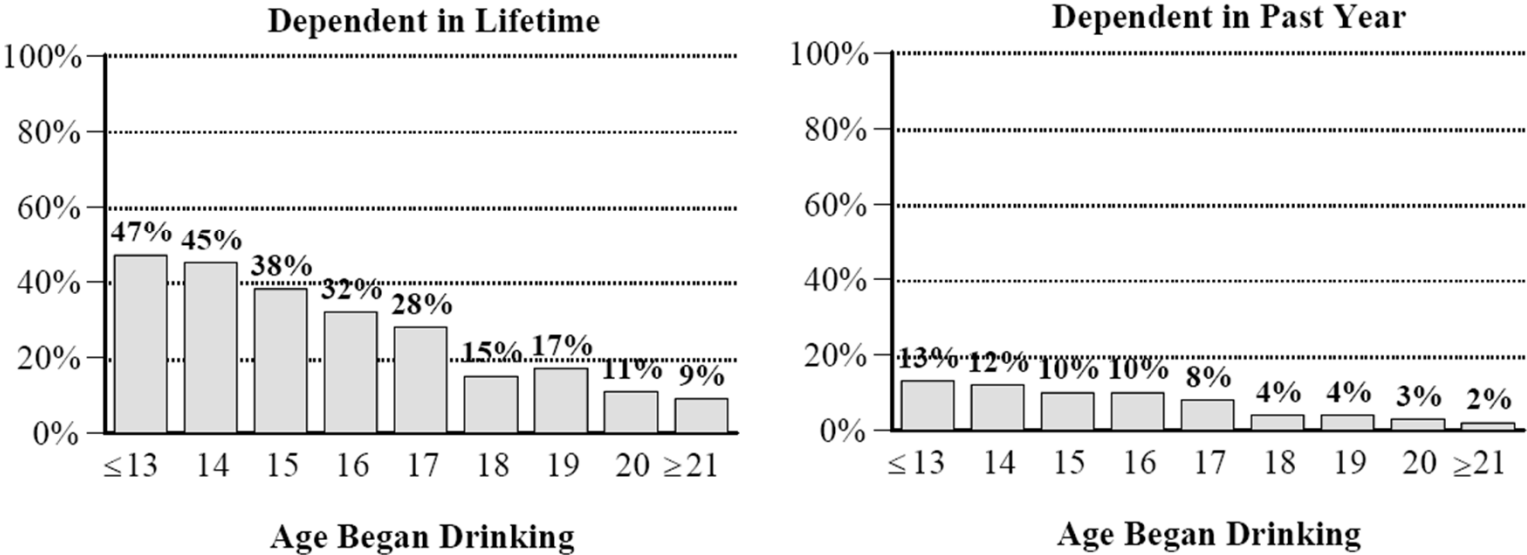 Dependent in Lifetime
100%
80%
60%
40%
20%
0%
47% 45% 38% 32% 28% 15% 17% 11% 9%
≤13 14 15 16 17 18 19 20 ≥21
Age Began Drinking
Dependent in Past Year
100%
80%
60%
40%
20%
0%
13% 12% 10% 10% 8% 4% 4% 3% 2%
≤13 14 15 16 17 18 19 20 ≥21
Age Began Drinking